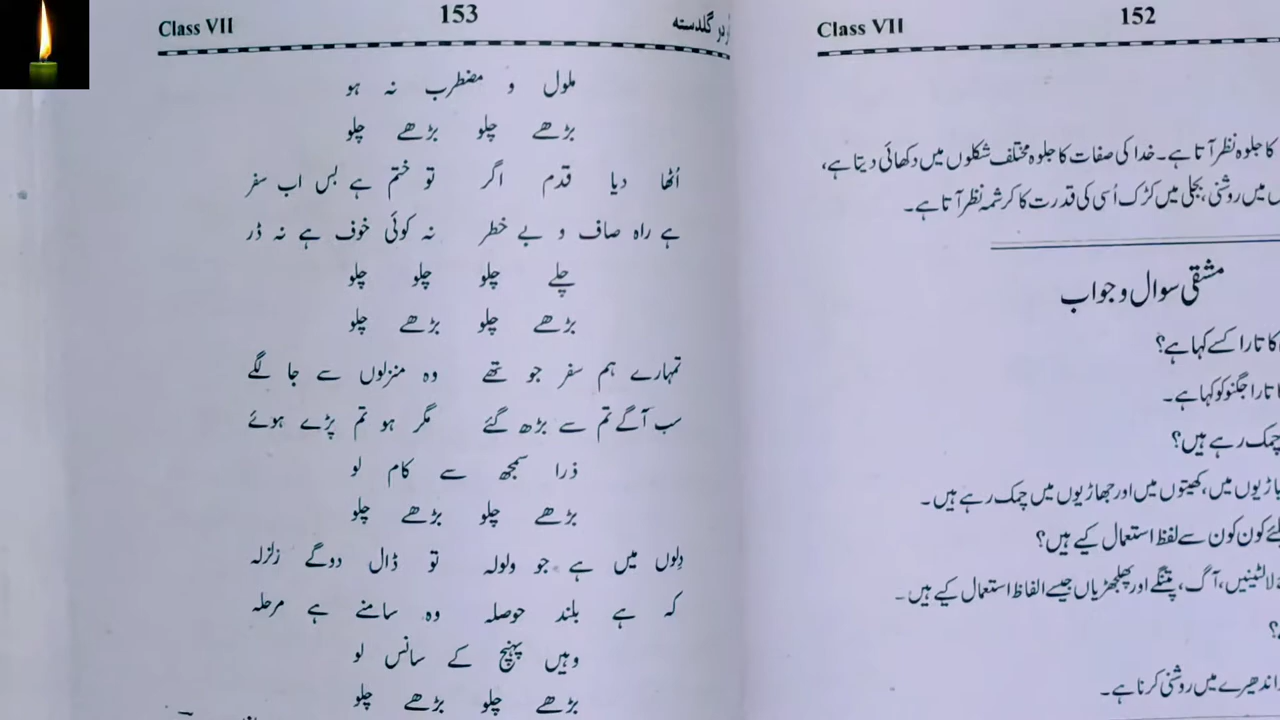 Class VII 152
کا جلوہ نظر آتا ہے۔ خدا کی صفات کا جلوہ مختلف شکلوں میں دکھائی دیتا ہے،
میں روشنی، بجلی میں کڑک اُسی کی قدرت کا کرشمہ نظر آتا ہے۔
مشقی سوال و جواب
کا تارا کسے کہا ہے؟
تارا جگنو کو کہا ہے۔
چمک رہے ہیں؟
میں، کھیتوں میں اور جھاڑیوں میں چمک رہے ہیں۔
کون کون سے لفظ استعمال کیے ہیں؟
لالٹینیں، آگ، پتنگے اور پھلجھڑیاں جیسے الفاظ استعمال کیے ہیں۔
؟
اندھیرے میں روشنی کرنا ہے۔
Class VII 153 اردو گلدستہ
ملول و مضطرب نہ ہو
بڑھے چلو بڑھے چلو
اُٹھا دیا قدم اگر تو ختم ہے بس اب سفر
ہے راہ صاف و بے خطر نہ کوئی خوف ہے نہ ڈر
چلے چلو چلو چلو
بڑھے چلو بڑھے چلو
تمہارے ہم سفر جو تھے وہ منزلوں سے جا لگے
سب آگے تم سے بڑھ گئے مگر ہو تم پڑے ہوئے
ذرا سمجھ سے کام لو
بڑھے چلو بڑھے چلو
دِلوں میں ہے جو ولولہ تو ڈال دوگے زلزلہ
کہ ہے بلند حوصلہ وہ سامنے ہے مرحلہ
وہیں پہنچ کے سانس لو
بڑھے چلو بڑھے چلو